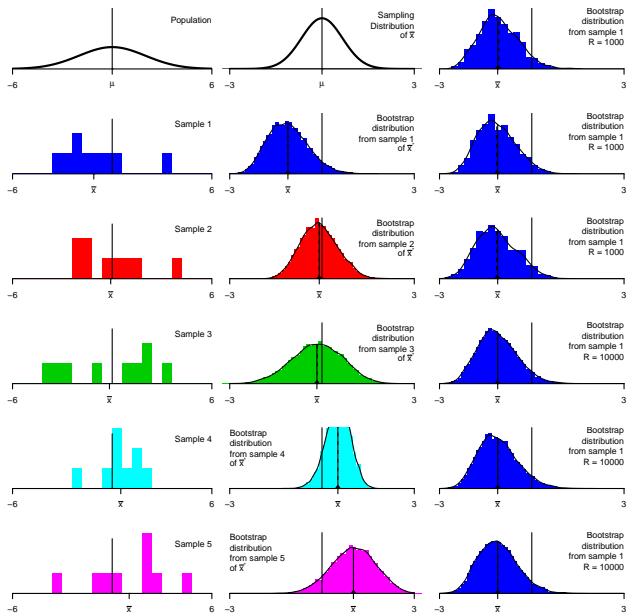 Population
−6
μ
6
Sampling
Distribution
of x̄
−3
μ
3
Bootstrap
distribution
from sample 1
R = 1000
−3
x̄
3
Sample 1
−6
x̄
6
Bootstrap
distribution
from sample 1
of x̄*
−3
x̄
3
Bootstrap
distribution
from sample 1
R = 1000
−3
x̄
3
Sample 2
−6
x̄
6
Bootstrap
distribution
from sample 2
of x̄*
−3
x̄
3
Bootstrap
distribution
from sample 1
R = 1000
−3
x̄
3
Sample 3
−6
x̄
6
Bootstrap
distribution
from sample 3
of x̄*
−3
x̄
3
Bootstrap
distribution
from sample 1
R = 10000
−3
x̄
3
Sample 4
−6
x̄
6
Bootstrap
distribution
from sample 4
of x̄*
−3
x̄
3
Bootstrap
distribution
from sample 1
R = 10000
−3
x̄
3
Sample 5
−6
x̄
6
Bootstrap
distribution
from sample 5
of x̄*
−3
x̄
3
Bootstrap
distribution
from sample 1
R = 10000
−3
x̄
3